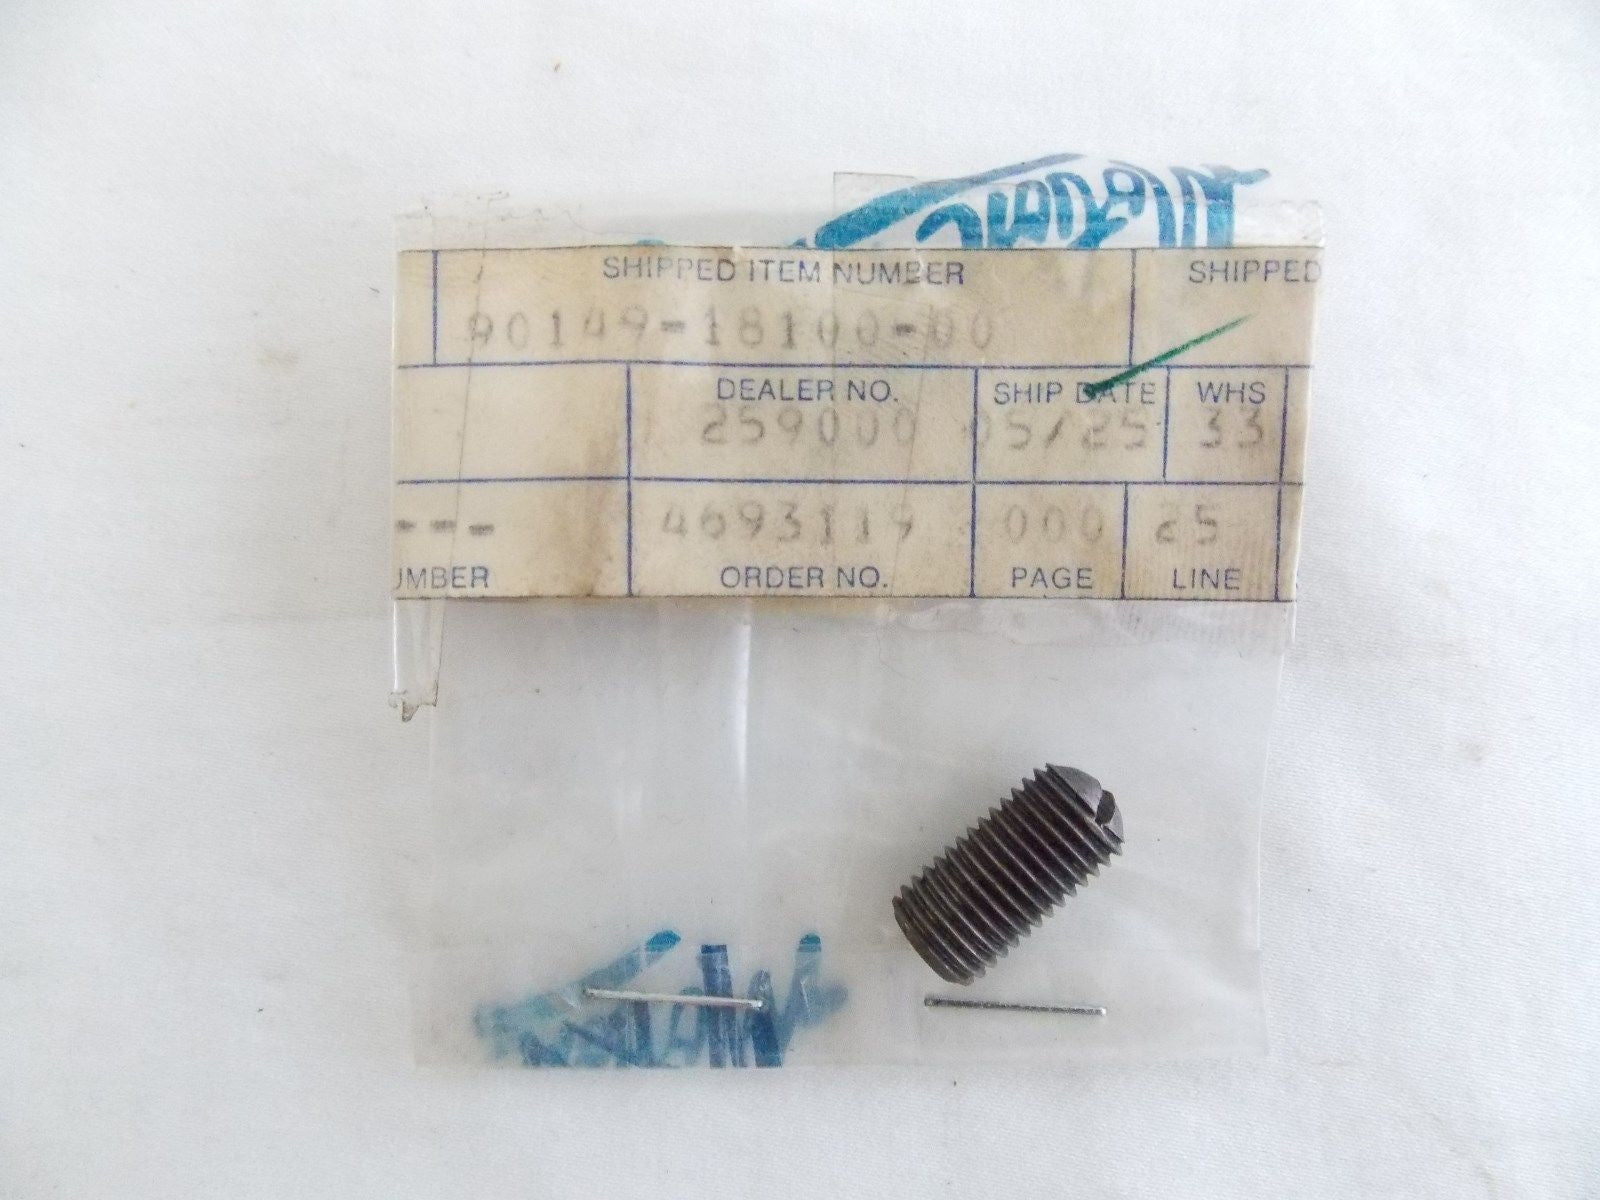 SHIPPED ITEM NUMBER SHIPPED
90149-18100-00
DEALER NO. SHIP DATE WHS
259000 05/25 33
--- 4693119 000 25
UMBER ORDER NO. PAGE LINE